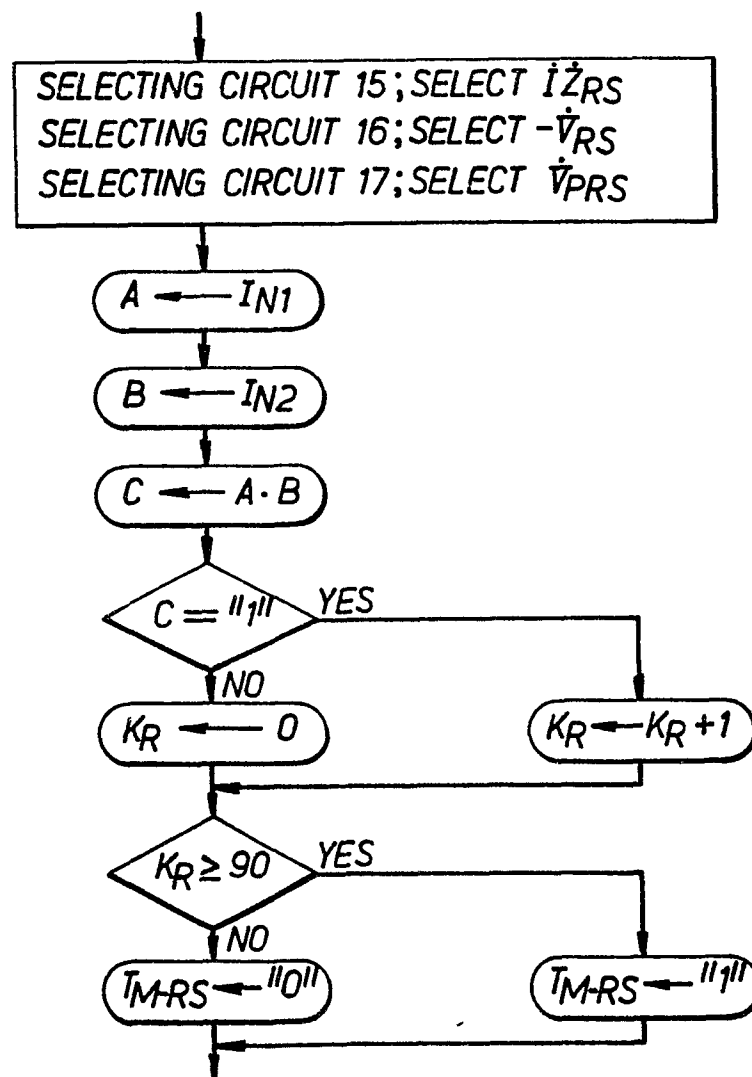 SELECTING CIRCUIT 15; SELECT İŻRS
SELECTING CIRCUIT 16; SELECT -V̇RS
SELECTING CIRCUIT 17; SELECT V̇PRS
A ← IN1
B ← IN2
C ← A · B
C = "1"
YES
NO
KR ← 0
KR ← KR + 1
KR ≥ 90
YES
NO
TM-RS ← "0"
TM-RS ← "1"